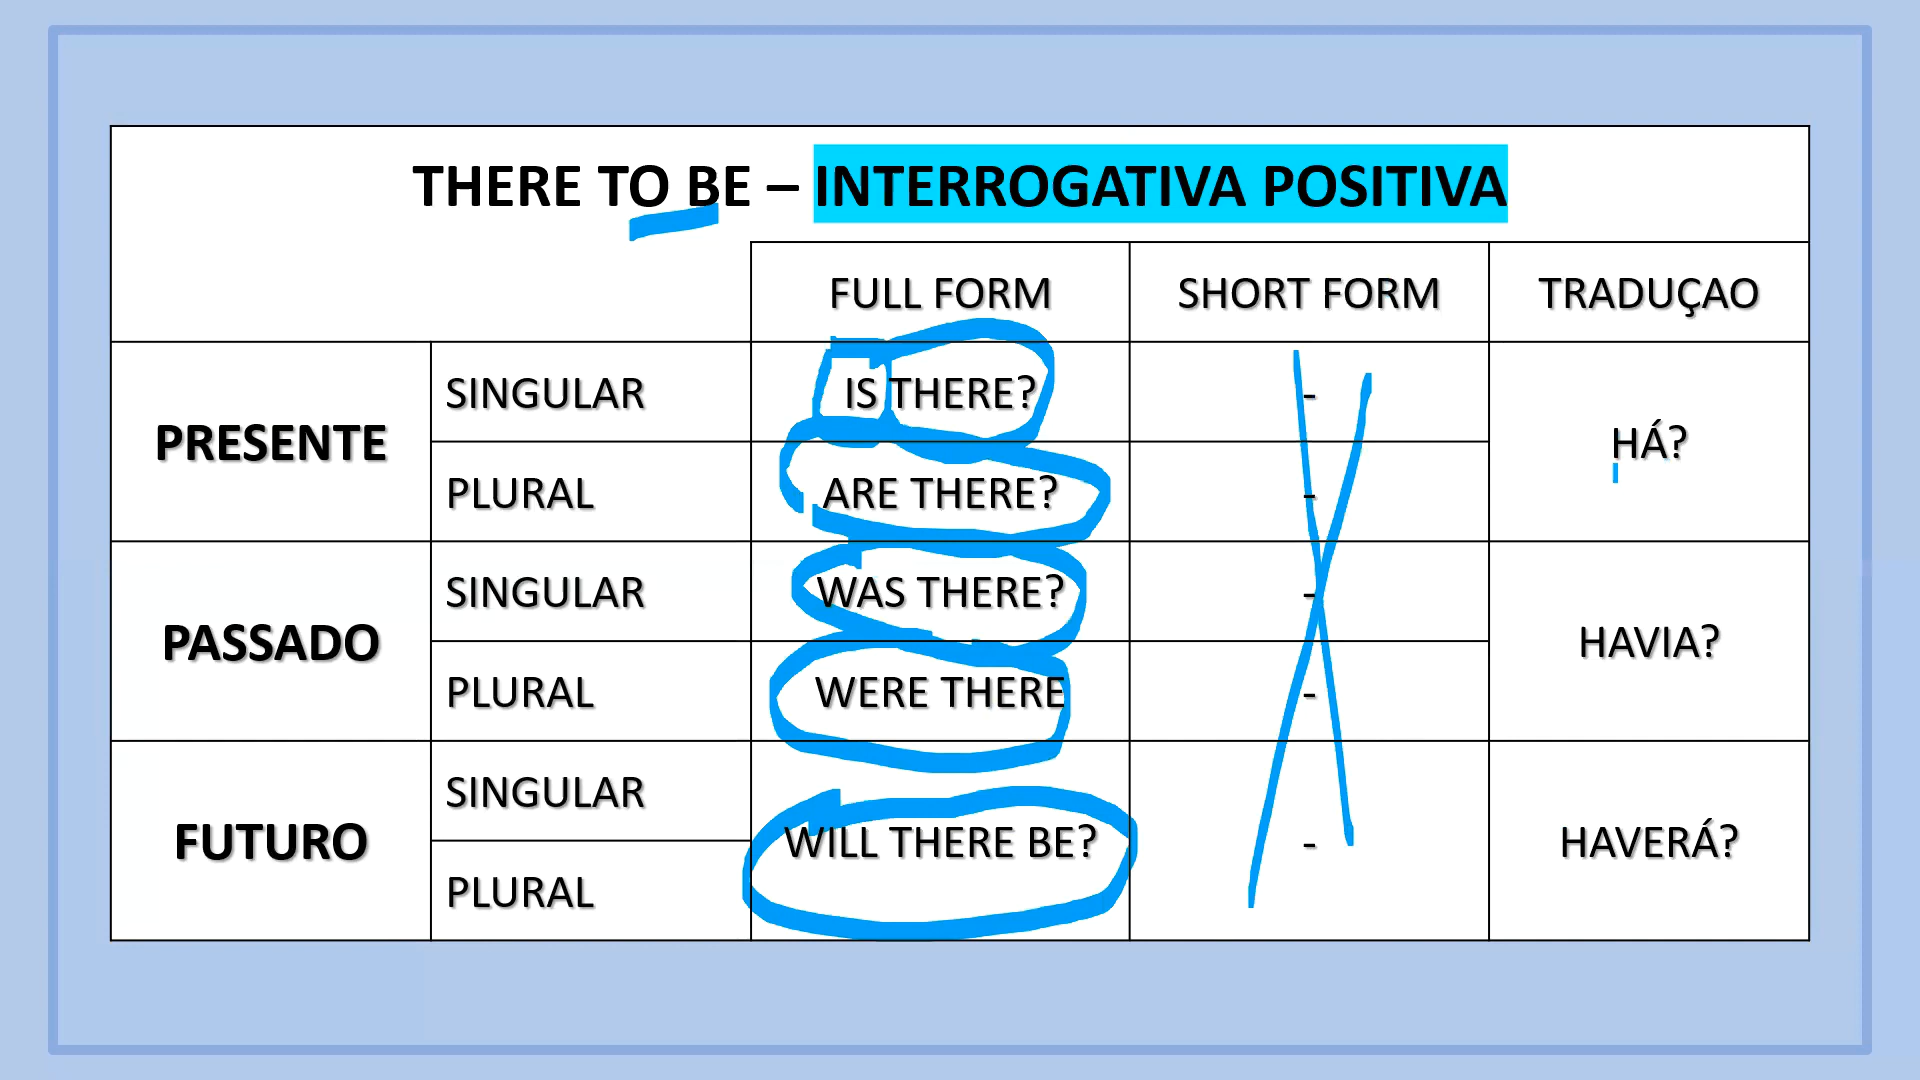 THERE TO BE – INTERROGATIVA POSITIVA
FULL FORM SHORT FORM TRADUÇAO
PRESENTE SINGULAR IS THERE? - HÁ?
PLURAL ARE THERE? -
PASSADO SINGULAR WAS THERE? - HAVIA?
PLURAL WERE THERE -
FUTURO SINGULAR WILL THERE BE? - HAVERÁ?
PLURAL